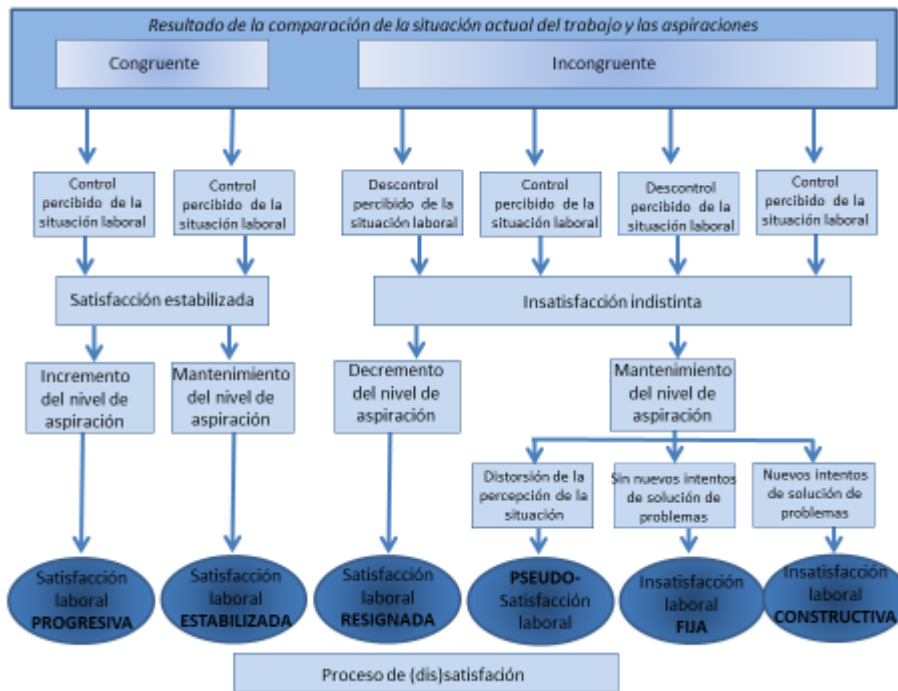 Resultado de la comparación de la situación actual del trabajo y las aspiraciones
Congruente
Incongruente
Control
percibido de la
situación laboral
Control
percibido de la
situación laboral
Descontrol
percibido de la
situación laboral
Control
percibido de la
situación laboral
Descontrol
percibido de la
situación laboral
Control
percibido de la
situación laboral
Satisfacción estabilizada
Insatisfacción indistinta
Incremento
del nivel de
aspiración
Mantenimiento
del nivel de
aspiración
Decremento
del nivel de
aspiración
Mantenimiento
del nivel de
aspiración
Distorsión de la
percepción de la
situación
Sin nuevos intentos
de solución de
problemas
Nuevos intentos
de solución de
problemas
Satisfacción
laboral
PROGRESIVA
Satisfacción
laboral
ESTABILIZADA
Satisfacción
laboral
RESIGNADA
PSEUDO-
Satisfacción
laboral
Insatisfacción
laboral
FIJA
Insatisfacción
laboral
CONSTRUCTIVA
Proceso de (dis)satisfación